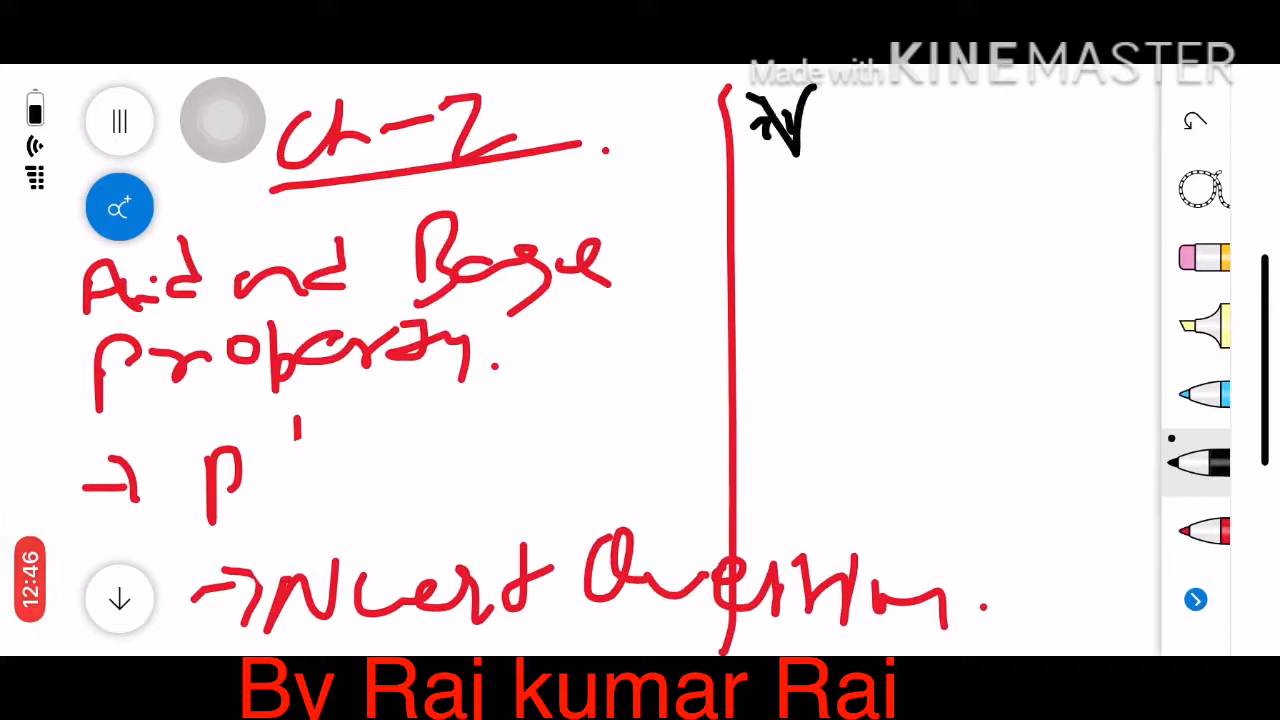 Made with KINEMASTER
Ch-2.
Acid and Base
property.
→ P
→ Ncert Question.
12:46
By Raj kumar Rai